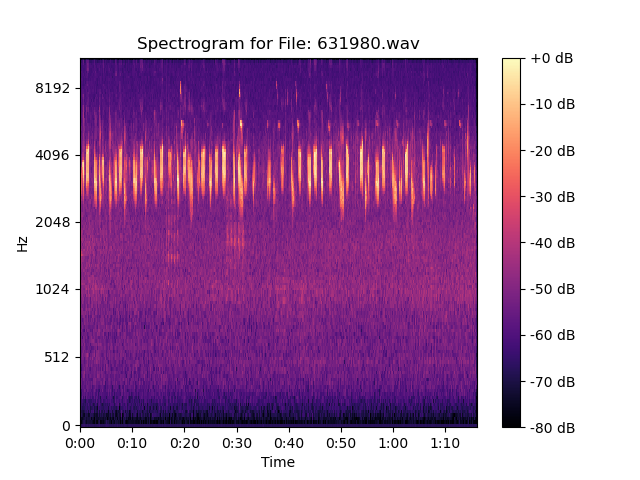 Spectrogram for File: 631980.wav
8192
4096
2048
1024
512
0
Hz
0:00 0:10 0:20 0:30 0:40 0:50 1:00 1:10
Time
+0 dB
-10 dB
-20 dB
-30 dB
-40 dB
-50 dB
-60 dB
-70 dB
-80 dB